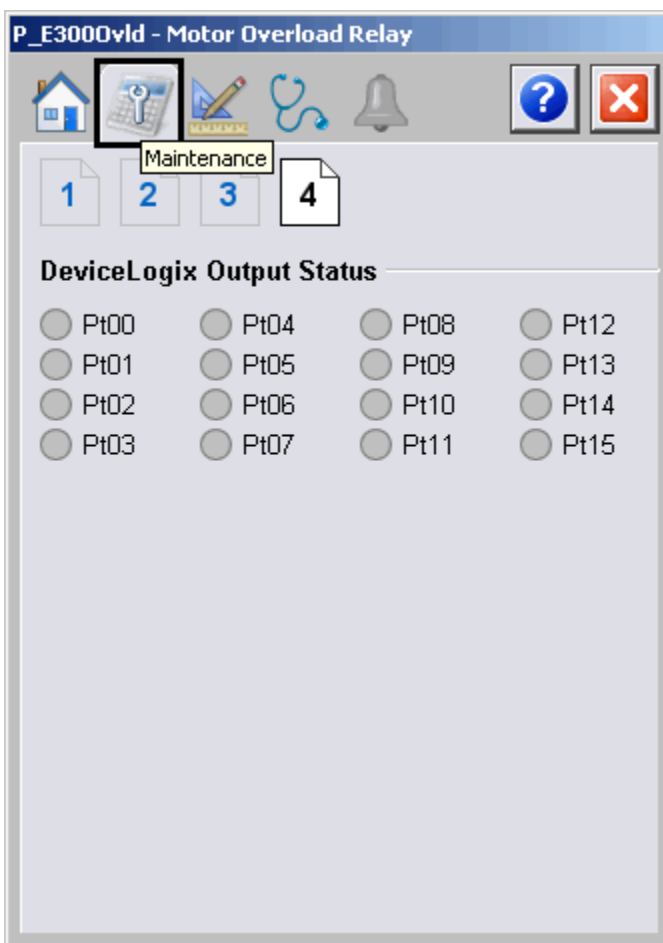 P_E300Ovld - Motor Overload Relay
?
Maintenance
1 2 3 4
DeviceLogix Output Status
Pt00 Pt04 Pt08 Pt12
Pt01 Pt05 Pt09 Pt13
Pt02 Pt06 Pt10 Pt14
Pt03 Pt07 Pt11 Pt15